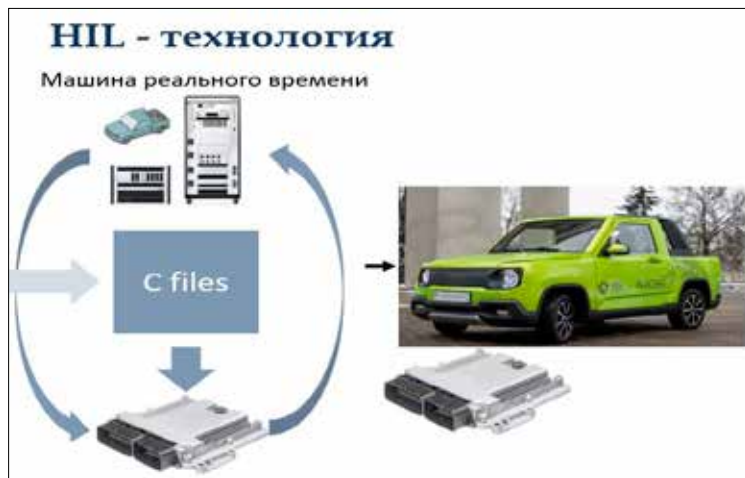 HIL - технология
Машина реального времени
C files